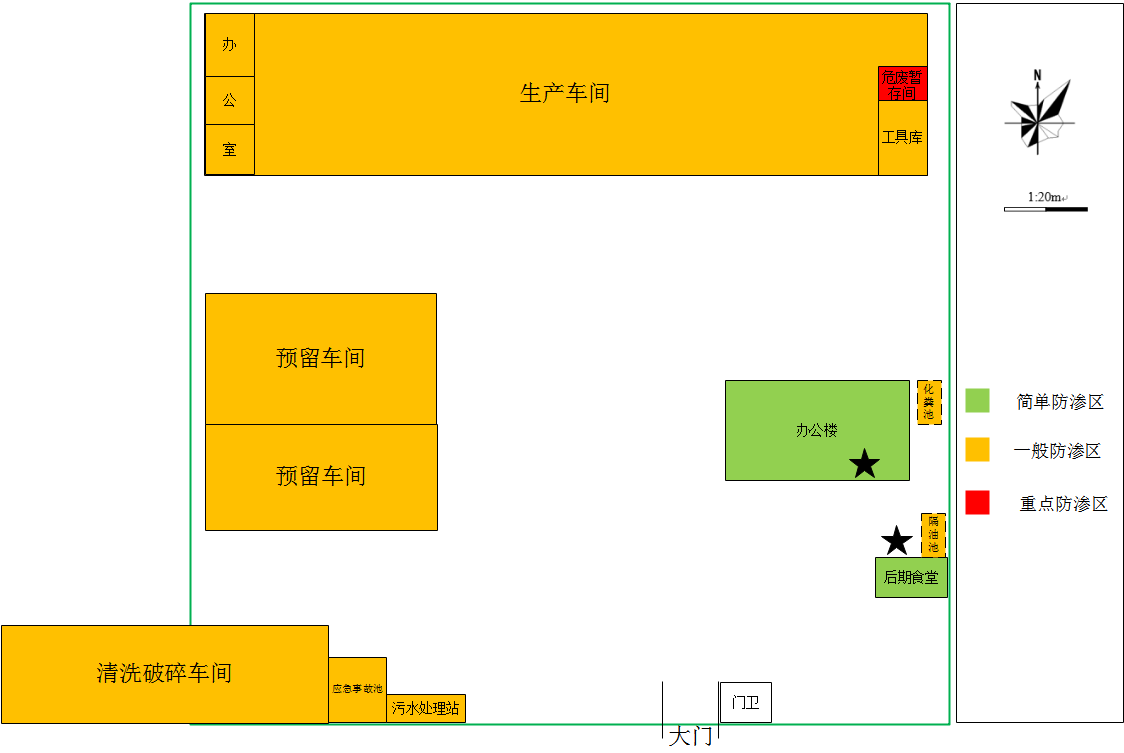 办
公
室
生产车间
危废暂
存间
工具库
N
1:20m
预留车间
预留车间
办公楼
化
粪
池
隔
油
池
后期食堂
简单防渗区
一般防渗区
重点防渗区
清洗破碎车间
应急事故池
污水处理站
门卫
大门